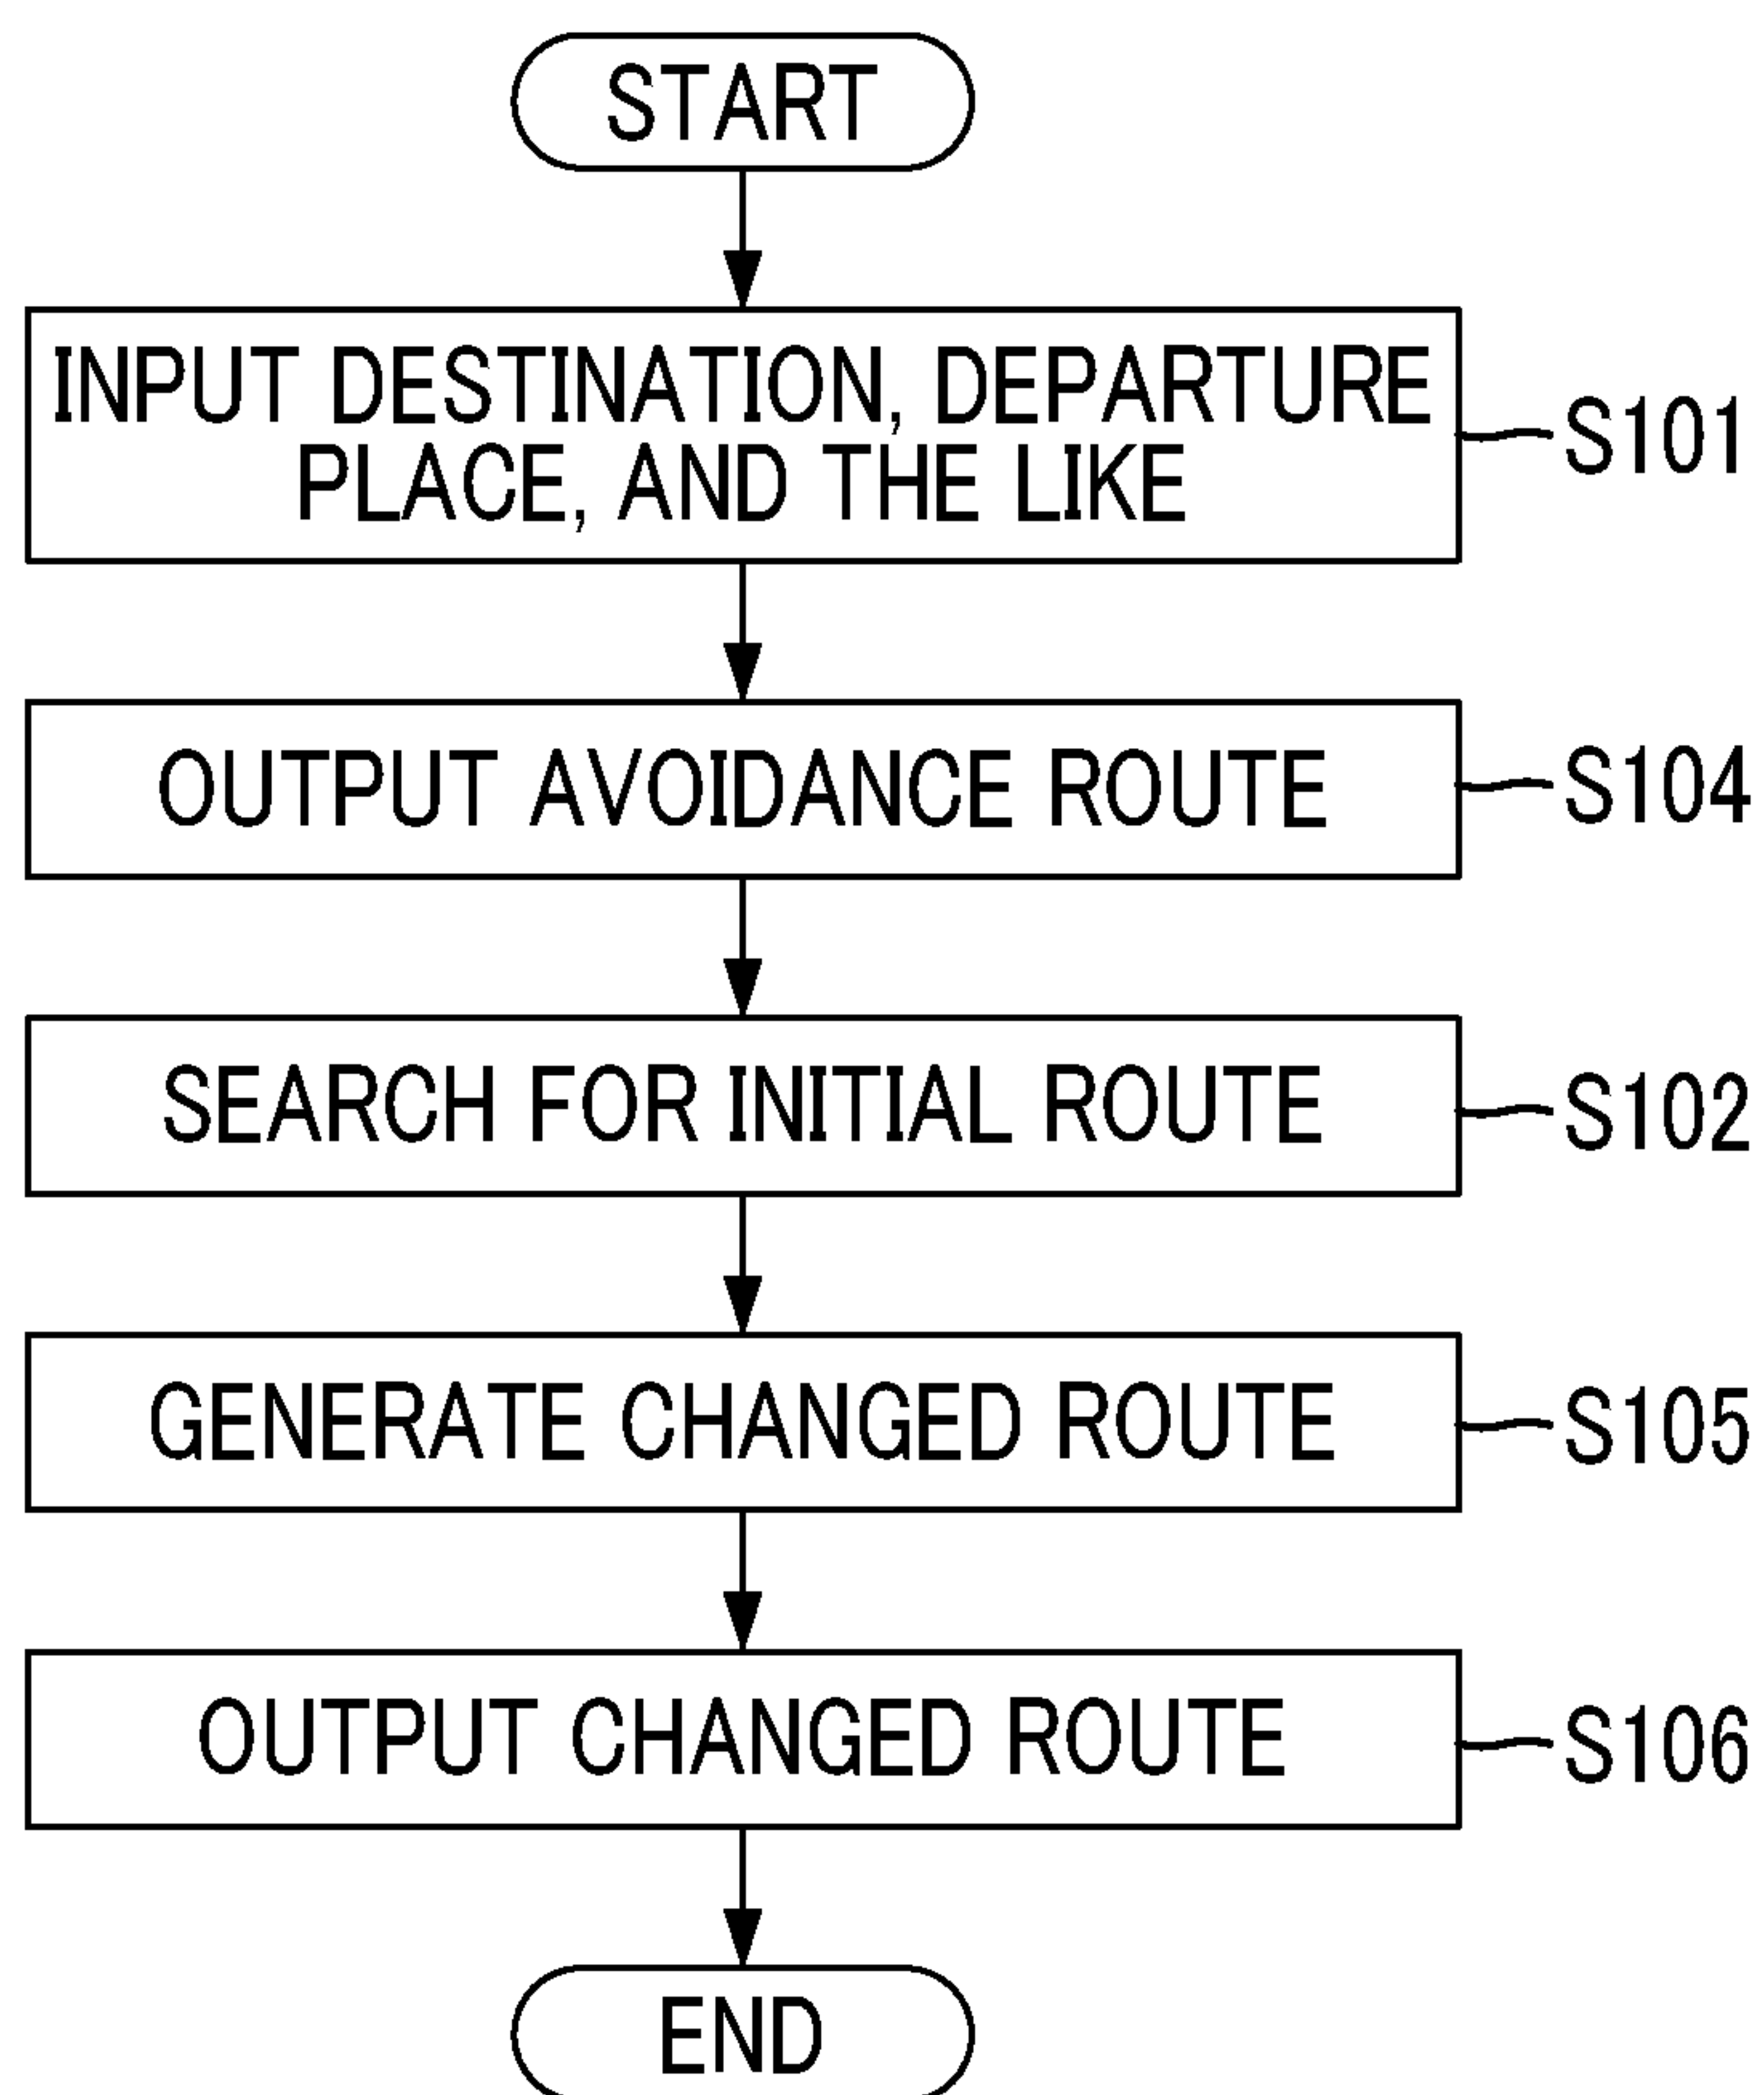 START
INPUT DESTINATION, DEPARTURE
PLACE, AND THE LIKE
S101
OUTPUT AVOIDANCE ROUTE
S104
SEARCH FOR INITIAL ROUTE
S102
GENERATE CHANGED ROUTE
S105
OUTPUT CHANGED ROUTE
S106
END